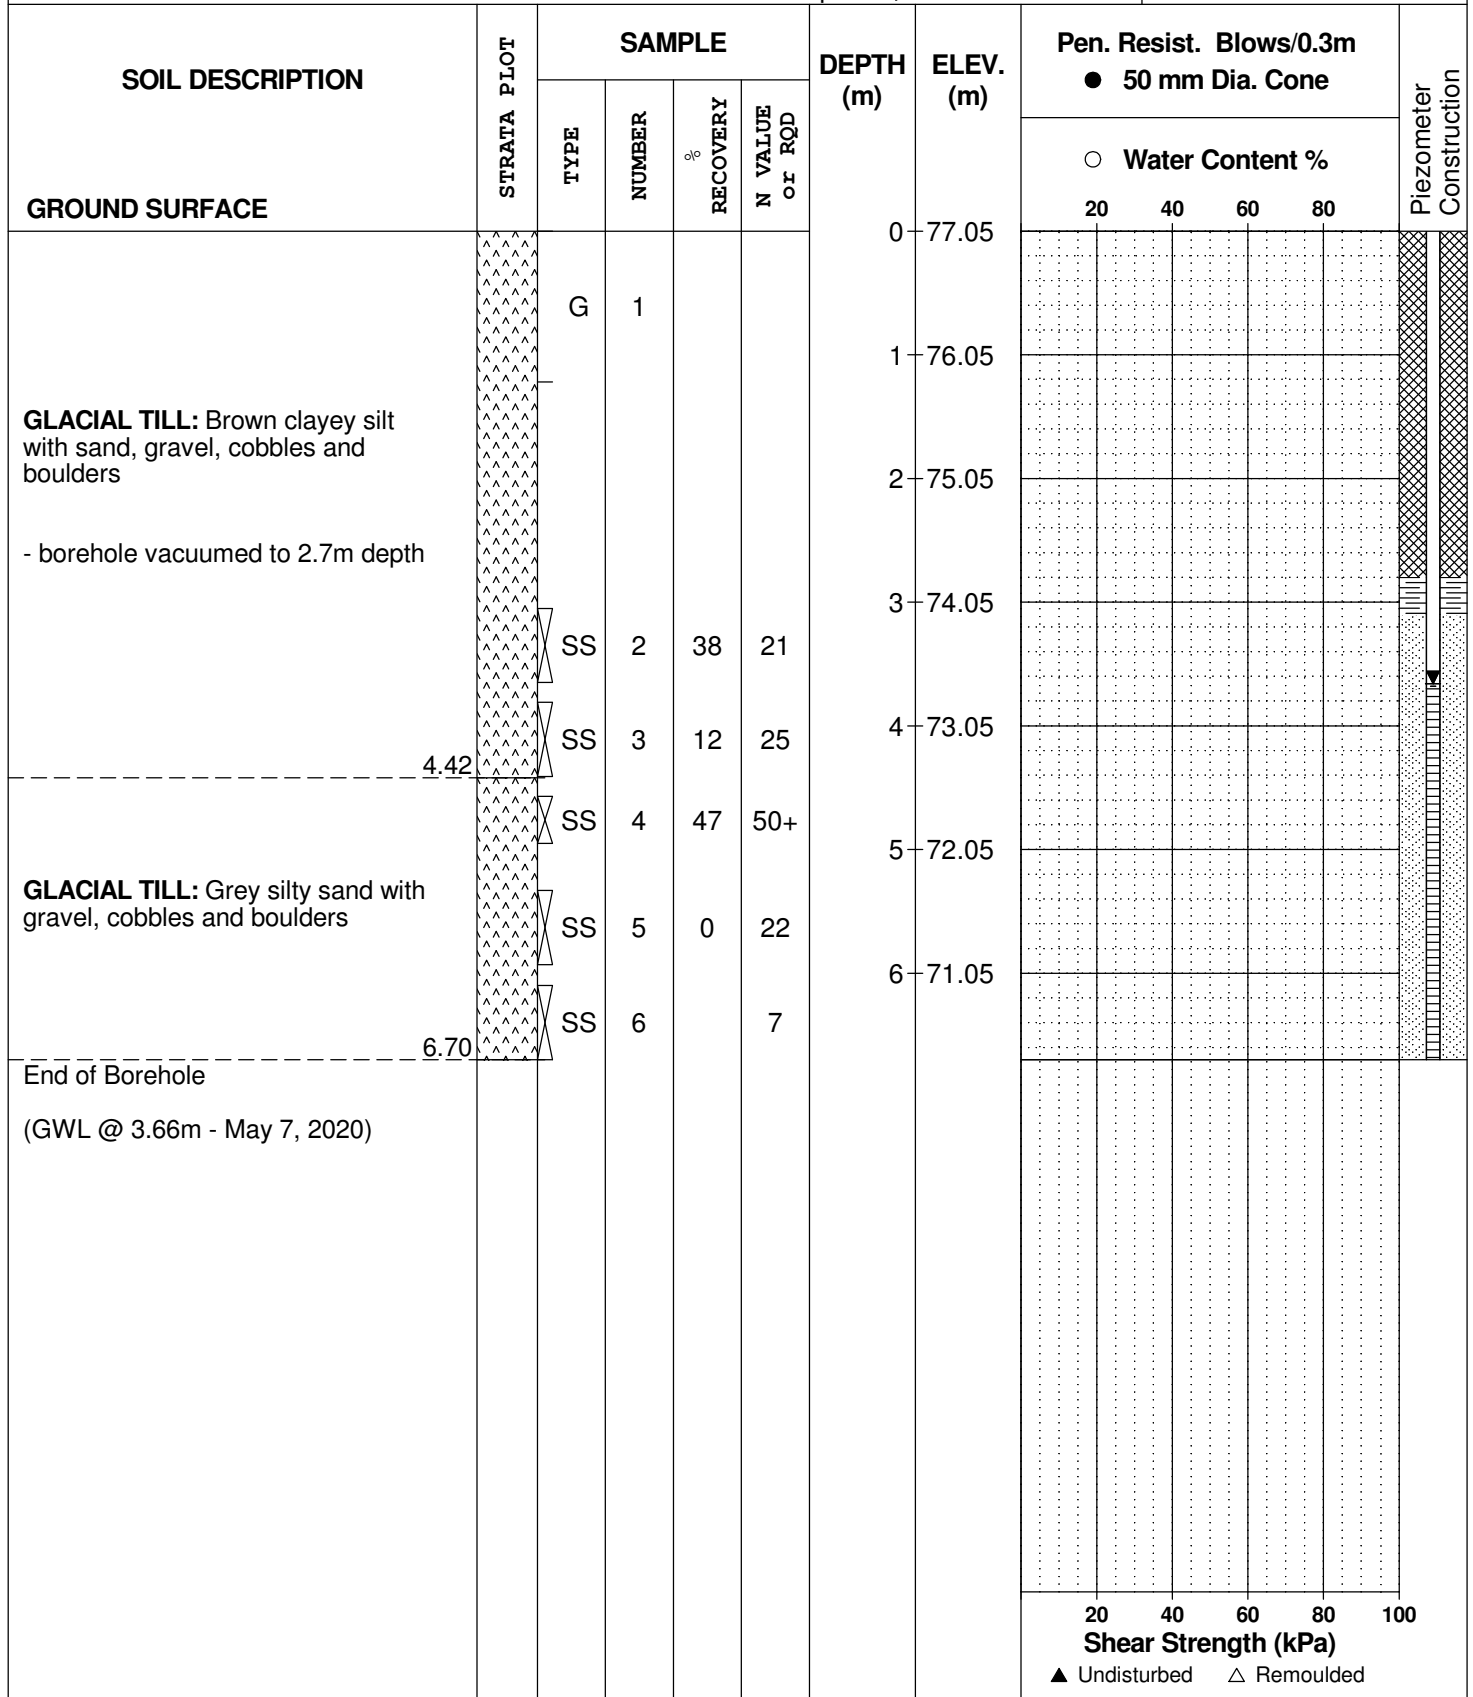 SOIL DESCRIPTION
GROUND SURFACE
STRATA PLOT
SAMPLE
TYPE
NUMBER
% RECOVERY
N VALUE or RQD
DEPTH (m)
ELEV. (m)
Pen. Resist. Blows/0.3m
● 50 mm Dia. Cone
○ Water Content %
20 40 60 80
Piezometer Construction
0 77.05
G 1
1 76.05
GLACIAL TILL: Brown clayey silt
with sand, gravel, cobbles and
boulders
2 75.05
- borehole vacuumed to 2.7m depth
3 74.05
SS 2 38 21
4 73.05
SS 3 12 25
4.42
SS 4 47 50+
5 72.05
GLACIAL TILL: Grey silty sand with
gravel, cobbles and boulders
SS 5 0 22
6 71.05
SS 6 7
6.70
End of Borehole
(GWL @ 3.66m - May 7, 2020)
20 40 60 80 100
Shear Strength (kPa)
▲ Undisturbed △ Remoulded